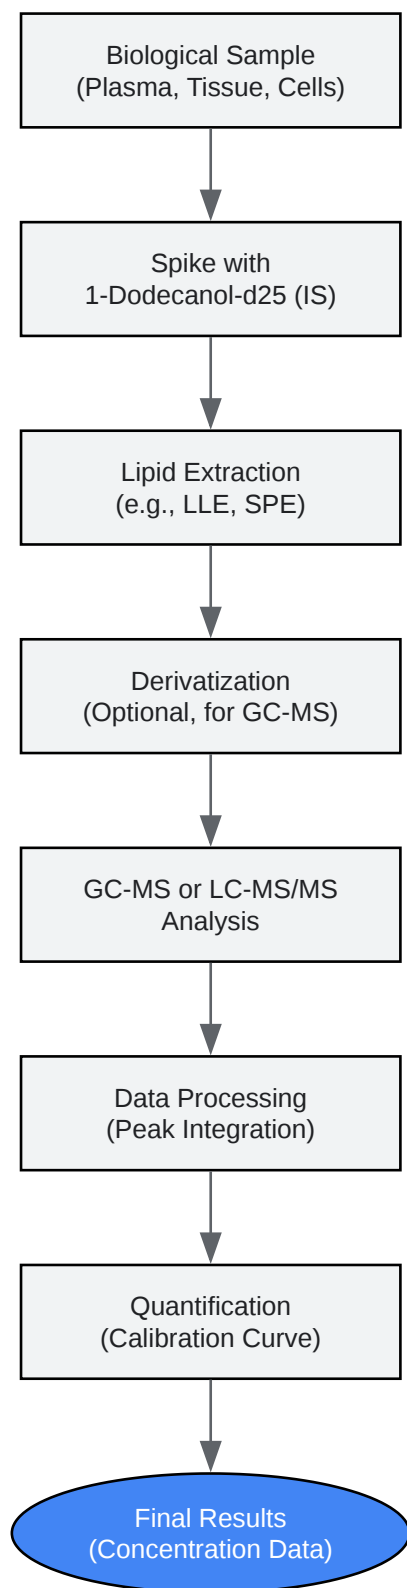 Biological Sample
(Plasma, Tissue, Cells)
Spike with
1-Dodecanol-d25 (IS)
Lipid Extraction
(e.g., LLE, SPE)
Derivatization
(Optional, for GC-MS)
GC-MS or LC-MS/MS
Analysis
Data Processing
(Peak Integration)
Quantification
(Calibration Curve)
Final Results
(Concentration Data)